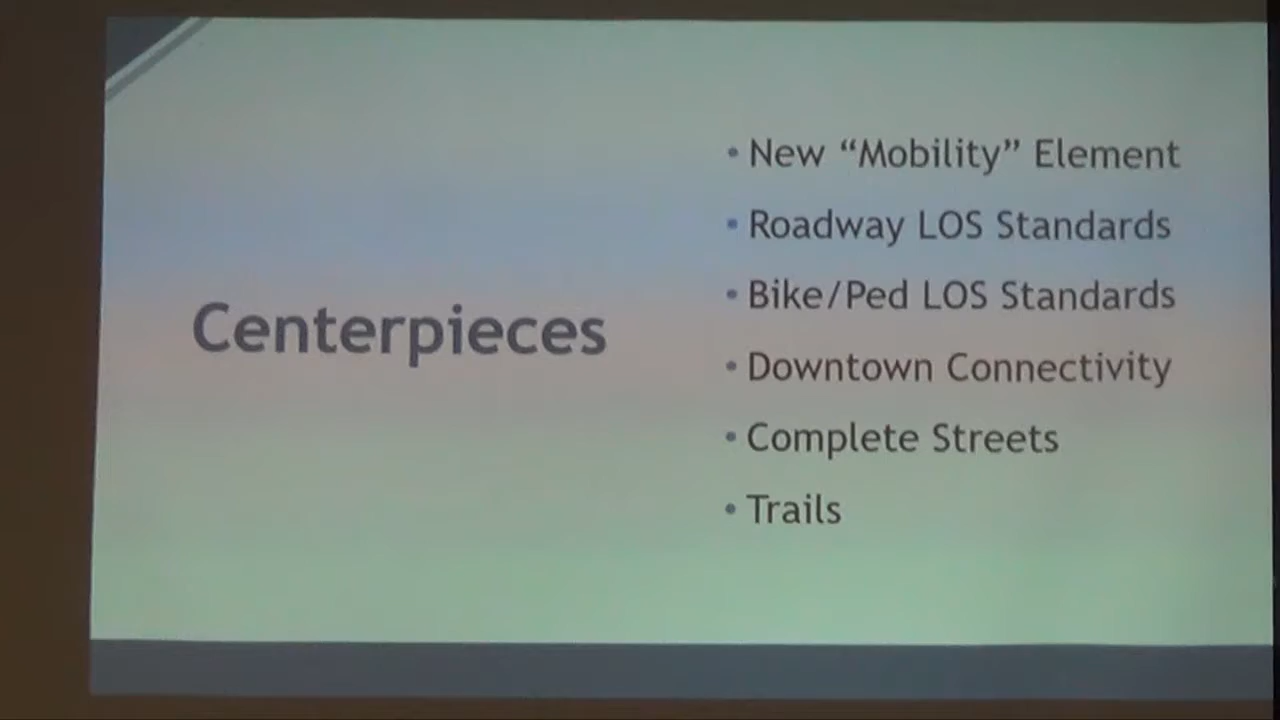 Centerpieces
• New “Mobility” Element
• Roadway LOS Standards
• Bike/Ped LOS Standards
• Downtown Connectivity
• Complete Streets
• Trails